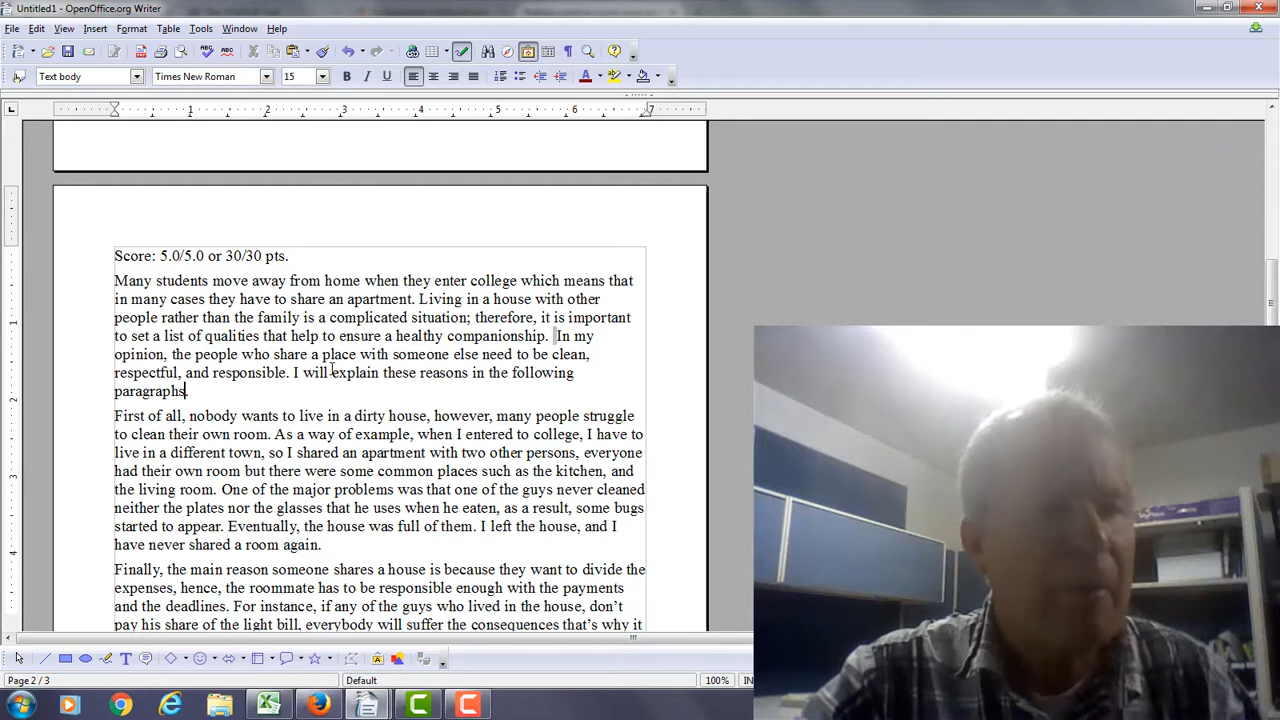 Untitled1 - OpenOffice.org Writer
File Edit View Insert Format Table Tools Window Help
Text body Times New Roman 15
1 2 3 4 5 6 7
Score: 5.0/5.0 or 30/30 pts.
Many students move away from home when they enter college which means that
in many cases they have to share an apartment. Living in a house with other
people rather than the family is a complicated situation; therefore, it is important
to set a list of qualities that help to ensure a healthy companionship. In my
opinion, the people who share a place with someone else need to be clean,
respectful, and responsible. I will explain these reasons in the following
paragraphs.
First of all, nobody wants to live in a dirty house, however, many people struggle
to clean their own room. As a way of example, when I entered to college, I have to
live in a different town, so I shared an apartment with two other persons, everyone
had their own room but there were some common places such as the kitchen, and
the living room. One of the major problems was that one of the guys never cleaned
neither the plates nor the glasses that he uses when he eaten, as a result, some bugs
started to appear. Eventually, the house was full of them. I left the house, and I
have never shared a room again.
Finally, the main reason someone shares a house is because they want to divide the
expenses, hence, the roommate has to be responsible enough with the payments
and the deadlines. For instance, if any of the guys who lived in the house, don't
pay his share of the light bill, everybody will suffer the consequences that's why it
1
2
3
4
Page 2 / 3 Default 100% IN